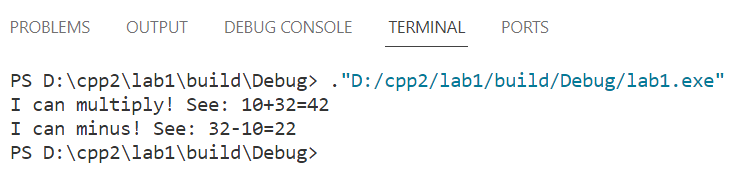 PROBLEMS OUTPUT DEBUG CONSOLE TERMINAL PORTS
PS D:\cpp2\lab1\build\Debug> ."D:/cpp2/lab1/build/Debug/lab1.exe"
I can multiply! See: 10+32=42
I can minus! See: 32-10=22
PS D:\cpp2\lab1\build\Debug>